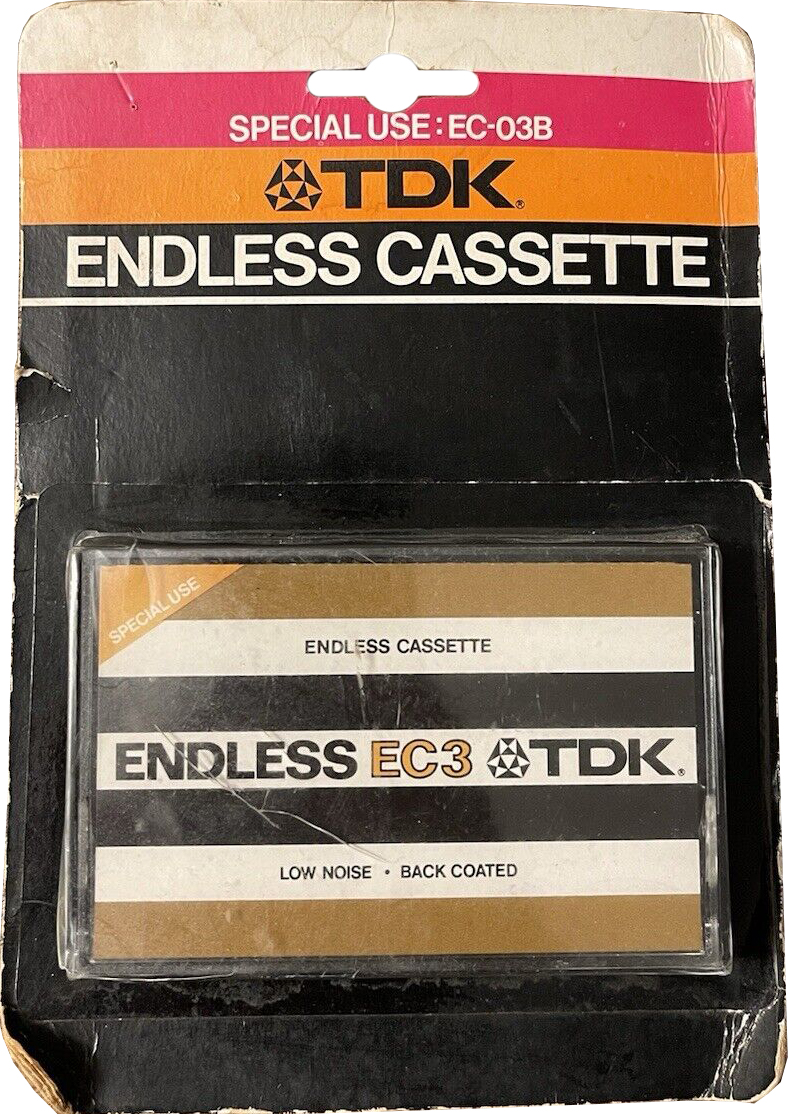 SPECIAL USE: EC-03B
TDK®
ENDLESS CASSETTE
SPECIAL USE
ENDLESS CASSETTE
ENDLESS EC3 TDK®
LOW NOISE • BACK COATED